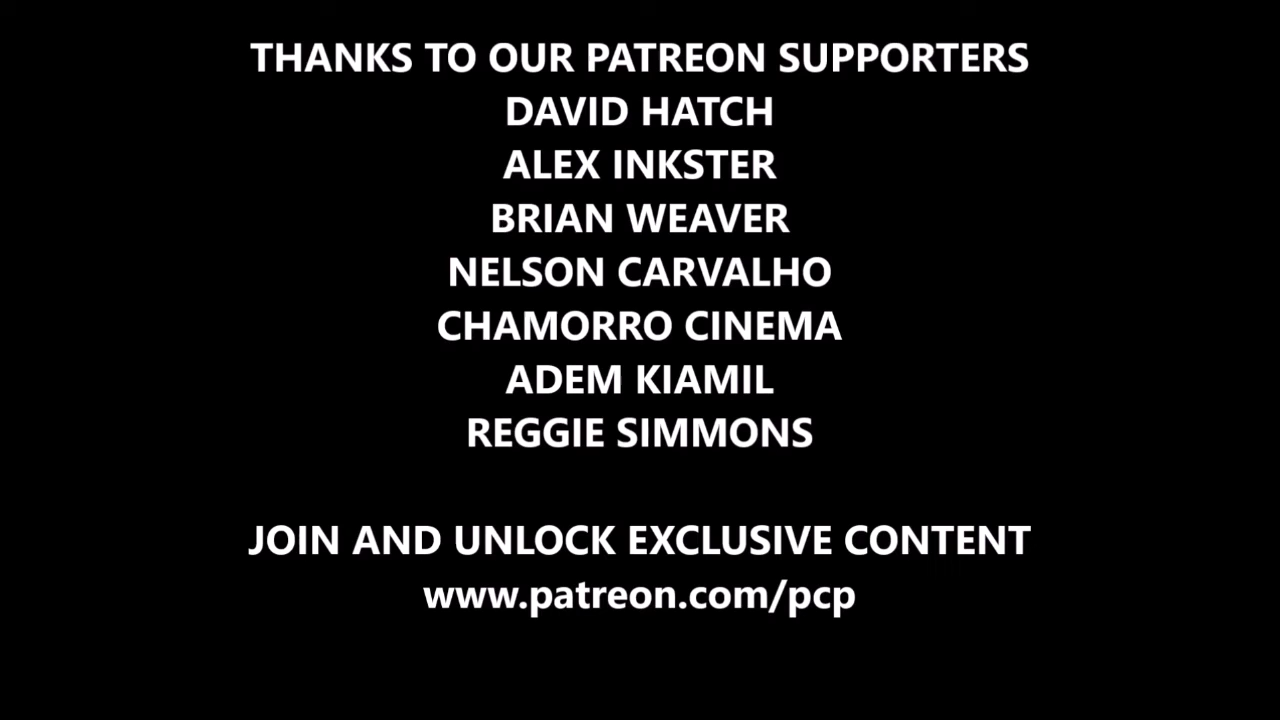 THANKS TO OUR PATREON SUPPORTERS
DAVID HATCH
ALEX INKSTER
BRIAN WEAVER
NELSON CARVALHO
CHAMORRO CINEMA
ADEM KIAMIL
REGGIE SIMMONS
JOIN AND UNLOCK EXCLUSIVE CONTENT
www.patreon.com/pcp